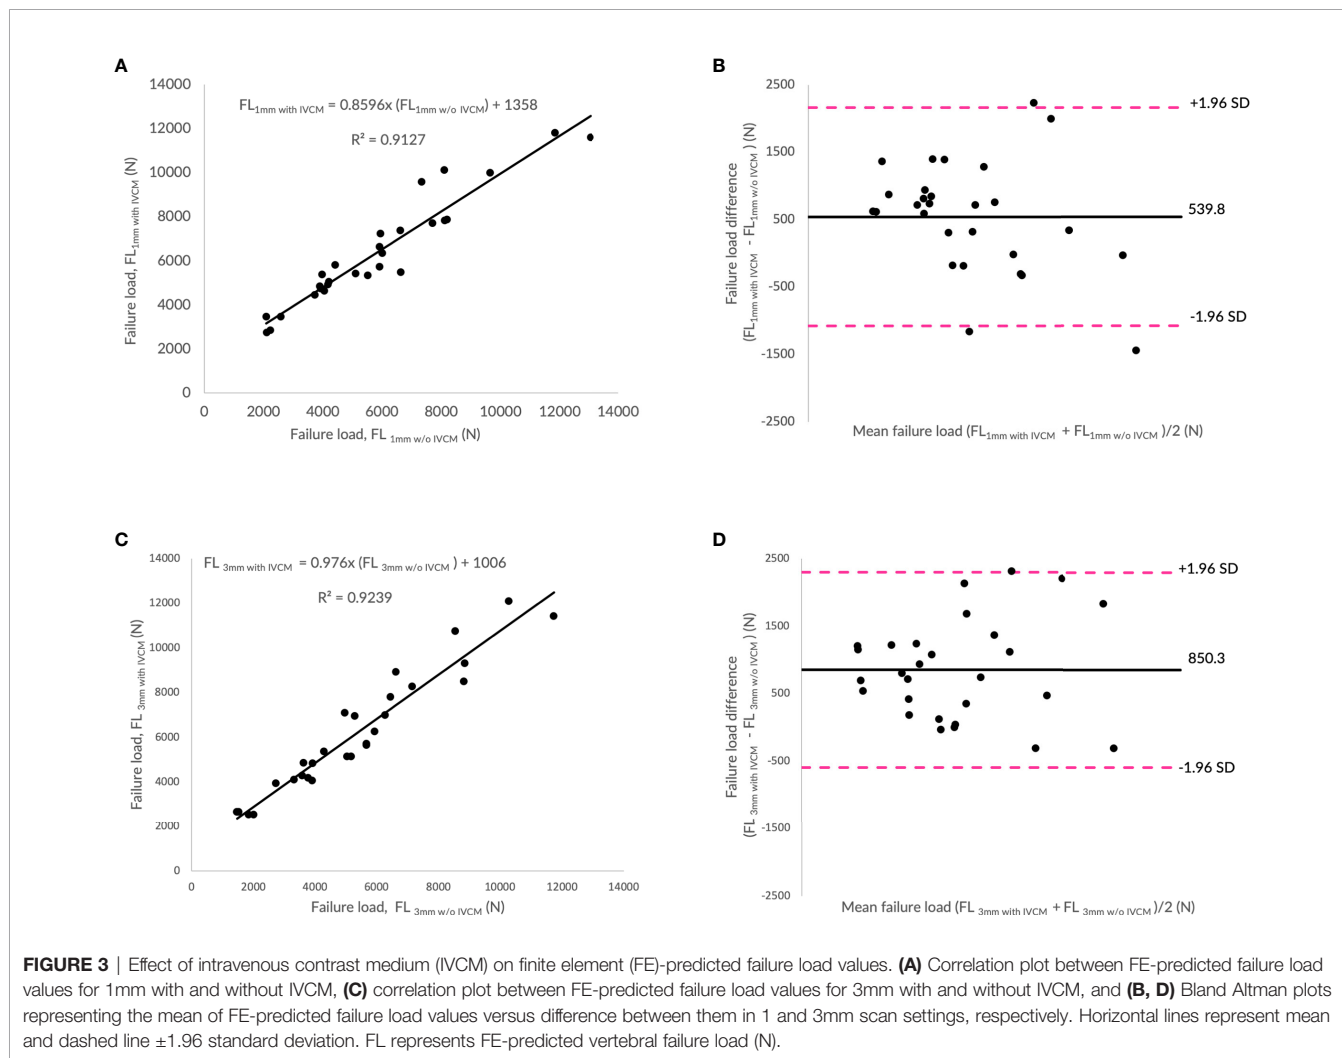 A
14000
12000
10000
8000
6000
4000
2000
0
Failure load, FL1mm with IVCM (N)
FL1mm with IVCM = 0.8596x (FL1mm w/o IVCM) + 1358
R² = 0.9127
0 2000 4000 6000 8000 10000 12000 14000
Failure load, FL 1mm w/o IVCM (N)
B
2500
1500
500
-500
-1500
-2500
Failure load difference
(FL1mm with IVCM - FL1mm w/o IVCM) (N)
+1.96 SD
539.8
-1.96 SD
Mean failure load (FL1mm with IVCM + FL1mm w/o IVCM)/2 (N)
C
14000
12000
10000
8000
6000
4000
2000
0
Failure load, FL 3mm with IVCM (N)
FL 3mm with IVCM = 0.976x (FL 3mm w/o IVCM) + 1006
R² = 0.9239
0 2000 4000 6000 8000 10000 12000 14000
Failure load, FL 3mm w/o IVCM (N)
D
2500
1500
500
-500
-1500
-2500
Failure load difference
(FL 3mm with IVCM - FL 3mm w/o IVCM) (N)
+1.96 SD
850.3
-1.96 SD
Mean failure load (FL 3mm with IVCM + FL 3mm w/o IVCM)/2 (N)
FIGURE 3 | Effect of intravenous contrast medium (IVCM) on finite element (FE)-predicted failure load values. (A) Correlation plot between FE-predicted failure load
values for 1mm with and without IVCM, (C) correlation plot between FE-predicted failure load values for 3mm with and without IVCM, and (B, D) Bland Altman plots
representing the mean of FE-predicted failure load values versus difference between them in 1 and 3mm scan settings, respectively. Horizontal lines represent mean
and dashed line ±1.96 standard deviation. FL represents FE-predicted vertebral failure load (N).